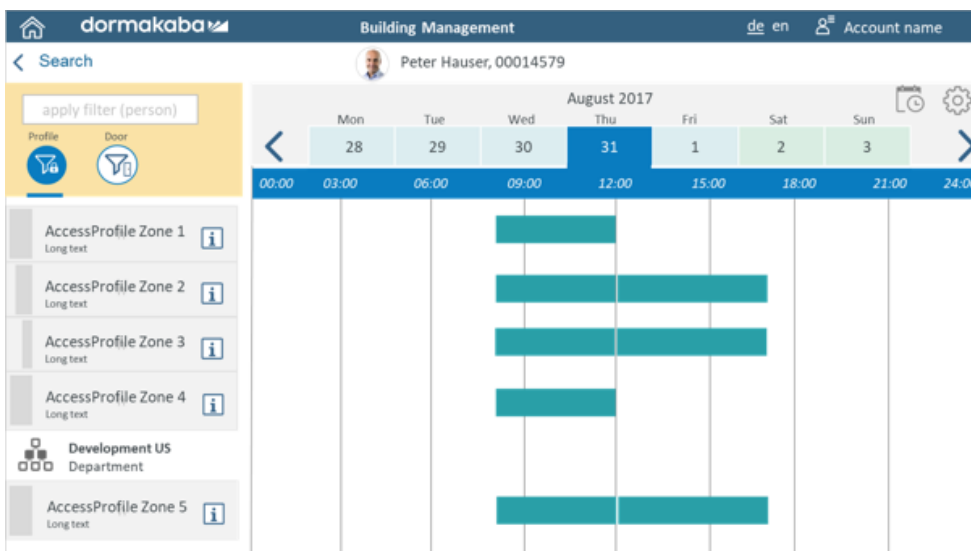 dormakaba
Building Management
de en
Account name
Search
Peter Hauser, 00014579
apply filter (person)
Profile
Door
August 2017
Mon Tue Wed Thu Fri Sat Sun
28 29 30 31 1 2 3
00:00 03:00 06:00 09:00 12:00 15:00 18:00 21:00 24:0
AccessProfile Zone 1
Long text
AccessProfile Zone 2
Long text
AccessProfile Zone 3
Long text
AccessProfile Zone 4
Long text
Development US
Department
AccessProfile Zone 5
Long text